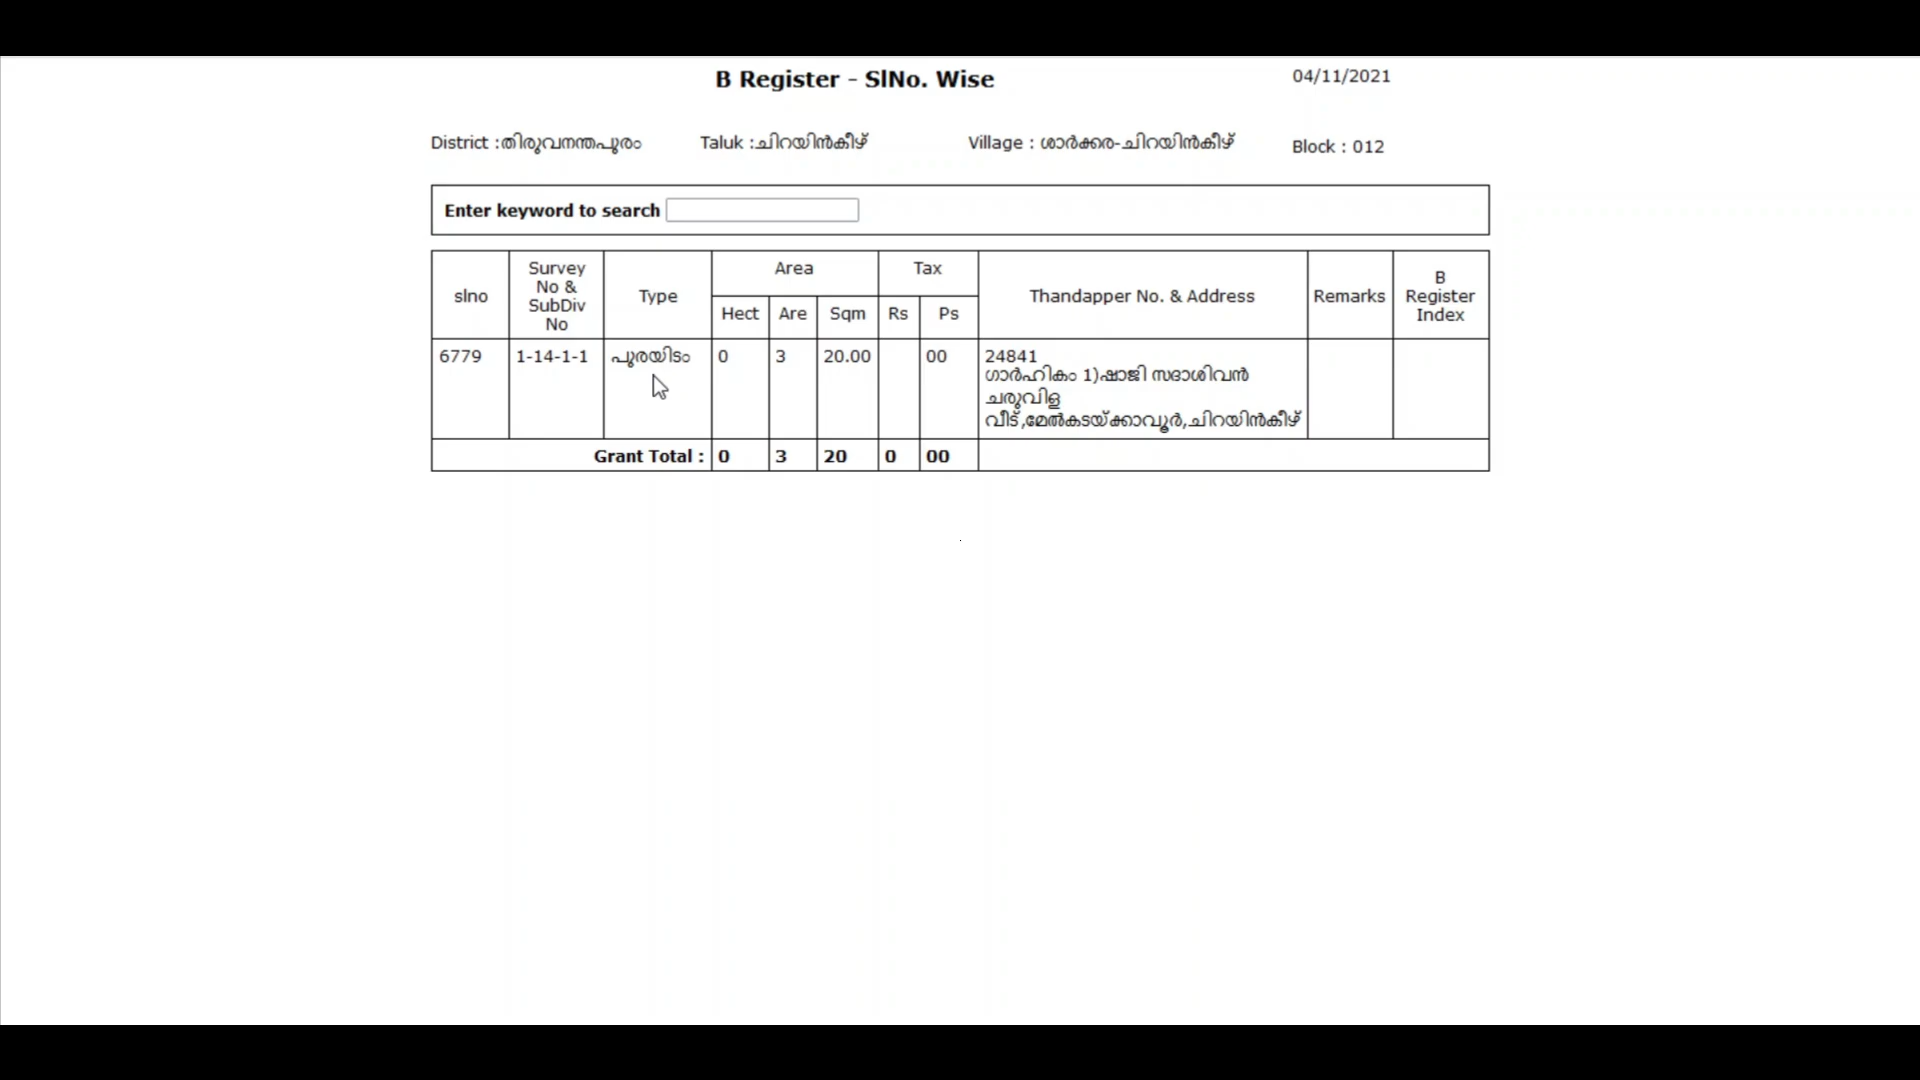 B Register - SlNo. Wise
04/11/2021
District :തിരുവനന്തപുരം
Taluk :ചിറയിൻകീഴ്
Village : ശാർക്കര-ചിറയിൻകീഴ്
Block : 012
Enter keyword to search
slno
Survey
No &
SubDiv
No
Type
Area
Tax
Thandapper No. & Address
Remarks
B
Register
Index
Hect
Are
Sqm
Rs
Ps
6779
1-14-1-1
പുരയിടം
0
3
20.00
00
24841
ഗാർഹികം 1)ഷാജി സദാശിവൻ
ചരുവിള
വീട്,മേൽകടയ്ക്കാവൂർ,ചിറയിൻകീഴ്
Grant Total :
0
3
20
0
00